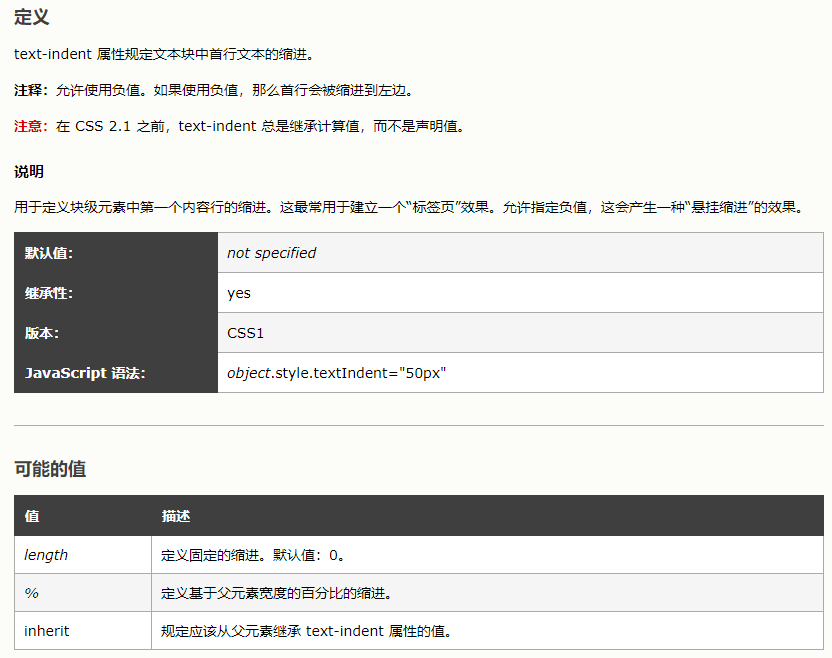 定义
text-indent 属性规定文本块中首行文本的缩进。
注释：允许使用负值。如果使用负值，那么首行会被缩进到左边。
注意：在 CSS 2.1 之前，text-indent 总是继承计算值，而不是声明值。
说明
用于定义块级元素中第一个内容行的缩进。这最常用于建立一个“标签页”效果。允许指定负值，这会产生一种“悬挂缩进”的效果。
默认值： not specified
继承性： yes
版本： CSS1
JavaScript 语法： object.style.textIndent="50px"
可能的值
值 描述
length 定义固定的缩进。默认值：0。
% 定义基于父元素宽度的百分比的缩进。
inherit 规定应该从父元素继承 text-indent 属性的值。